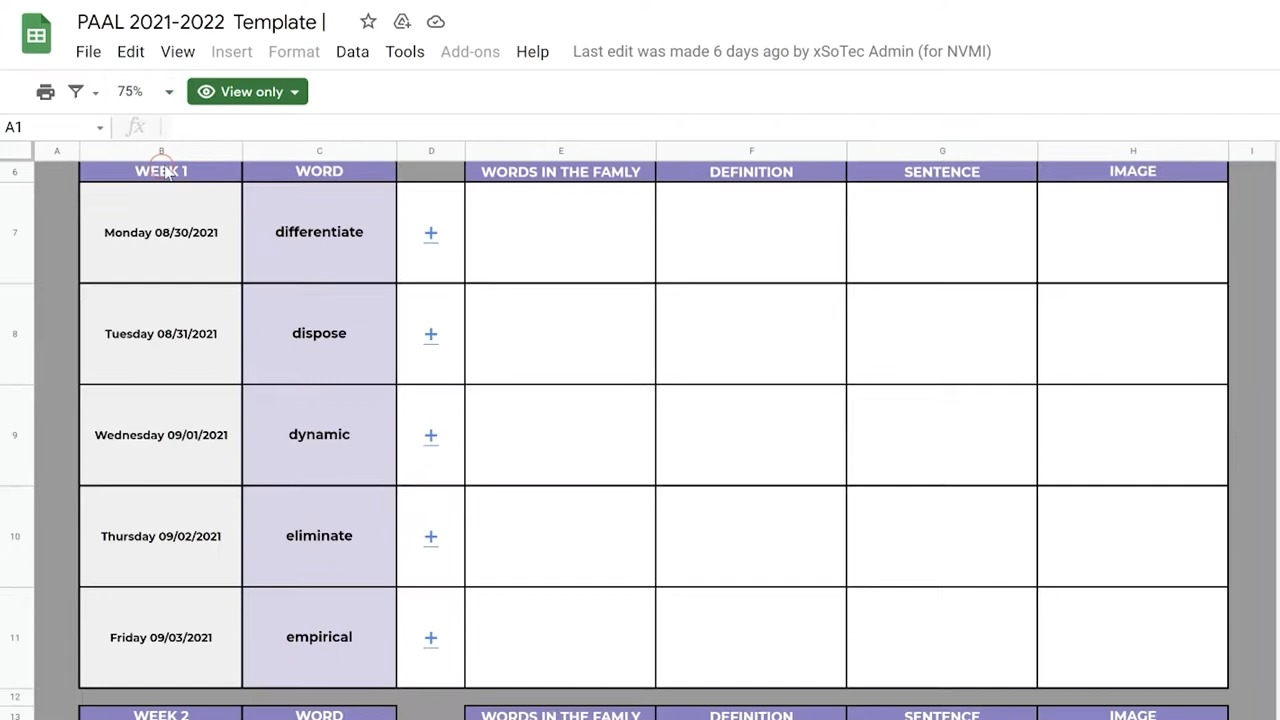 PAAL 2021-2022 Template |
File Edit View Insert Format Data Tools Add-ons Help Last edit was made 6 days ago by xSoTec Admin (for NVMI)
75% View only
A1 fx
A B C D E F G H I
6 WEEK 1 WORD WORDS IN THE FAMLY DEFINITION SENTENCE IMAGE
7 Monday 08/30/2021 differentiate +
8 Tuesday 08/31/2021 dispose +
9 Wednesday 09/01/2021 dynamic +
10 Thursday 09/02/2021 eliminate +
11 Friday 09/03/2021 empirical +
12
13 WEEK 2 WORD WORDS IN THE FAMLY DEFINITION SENTENCE IMAGE